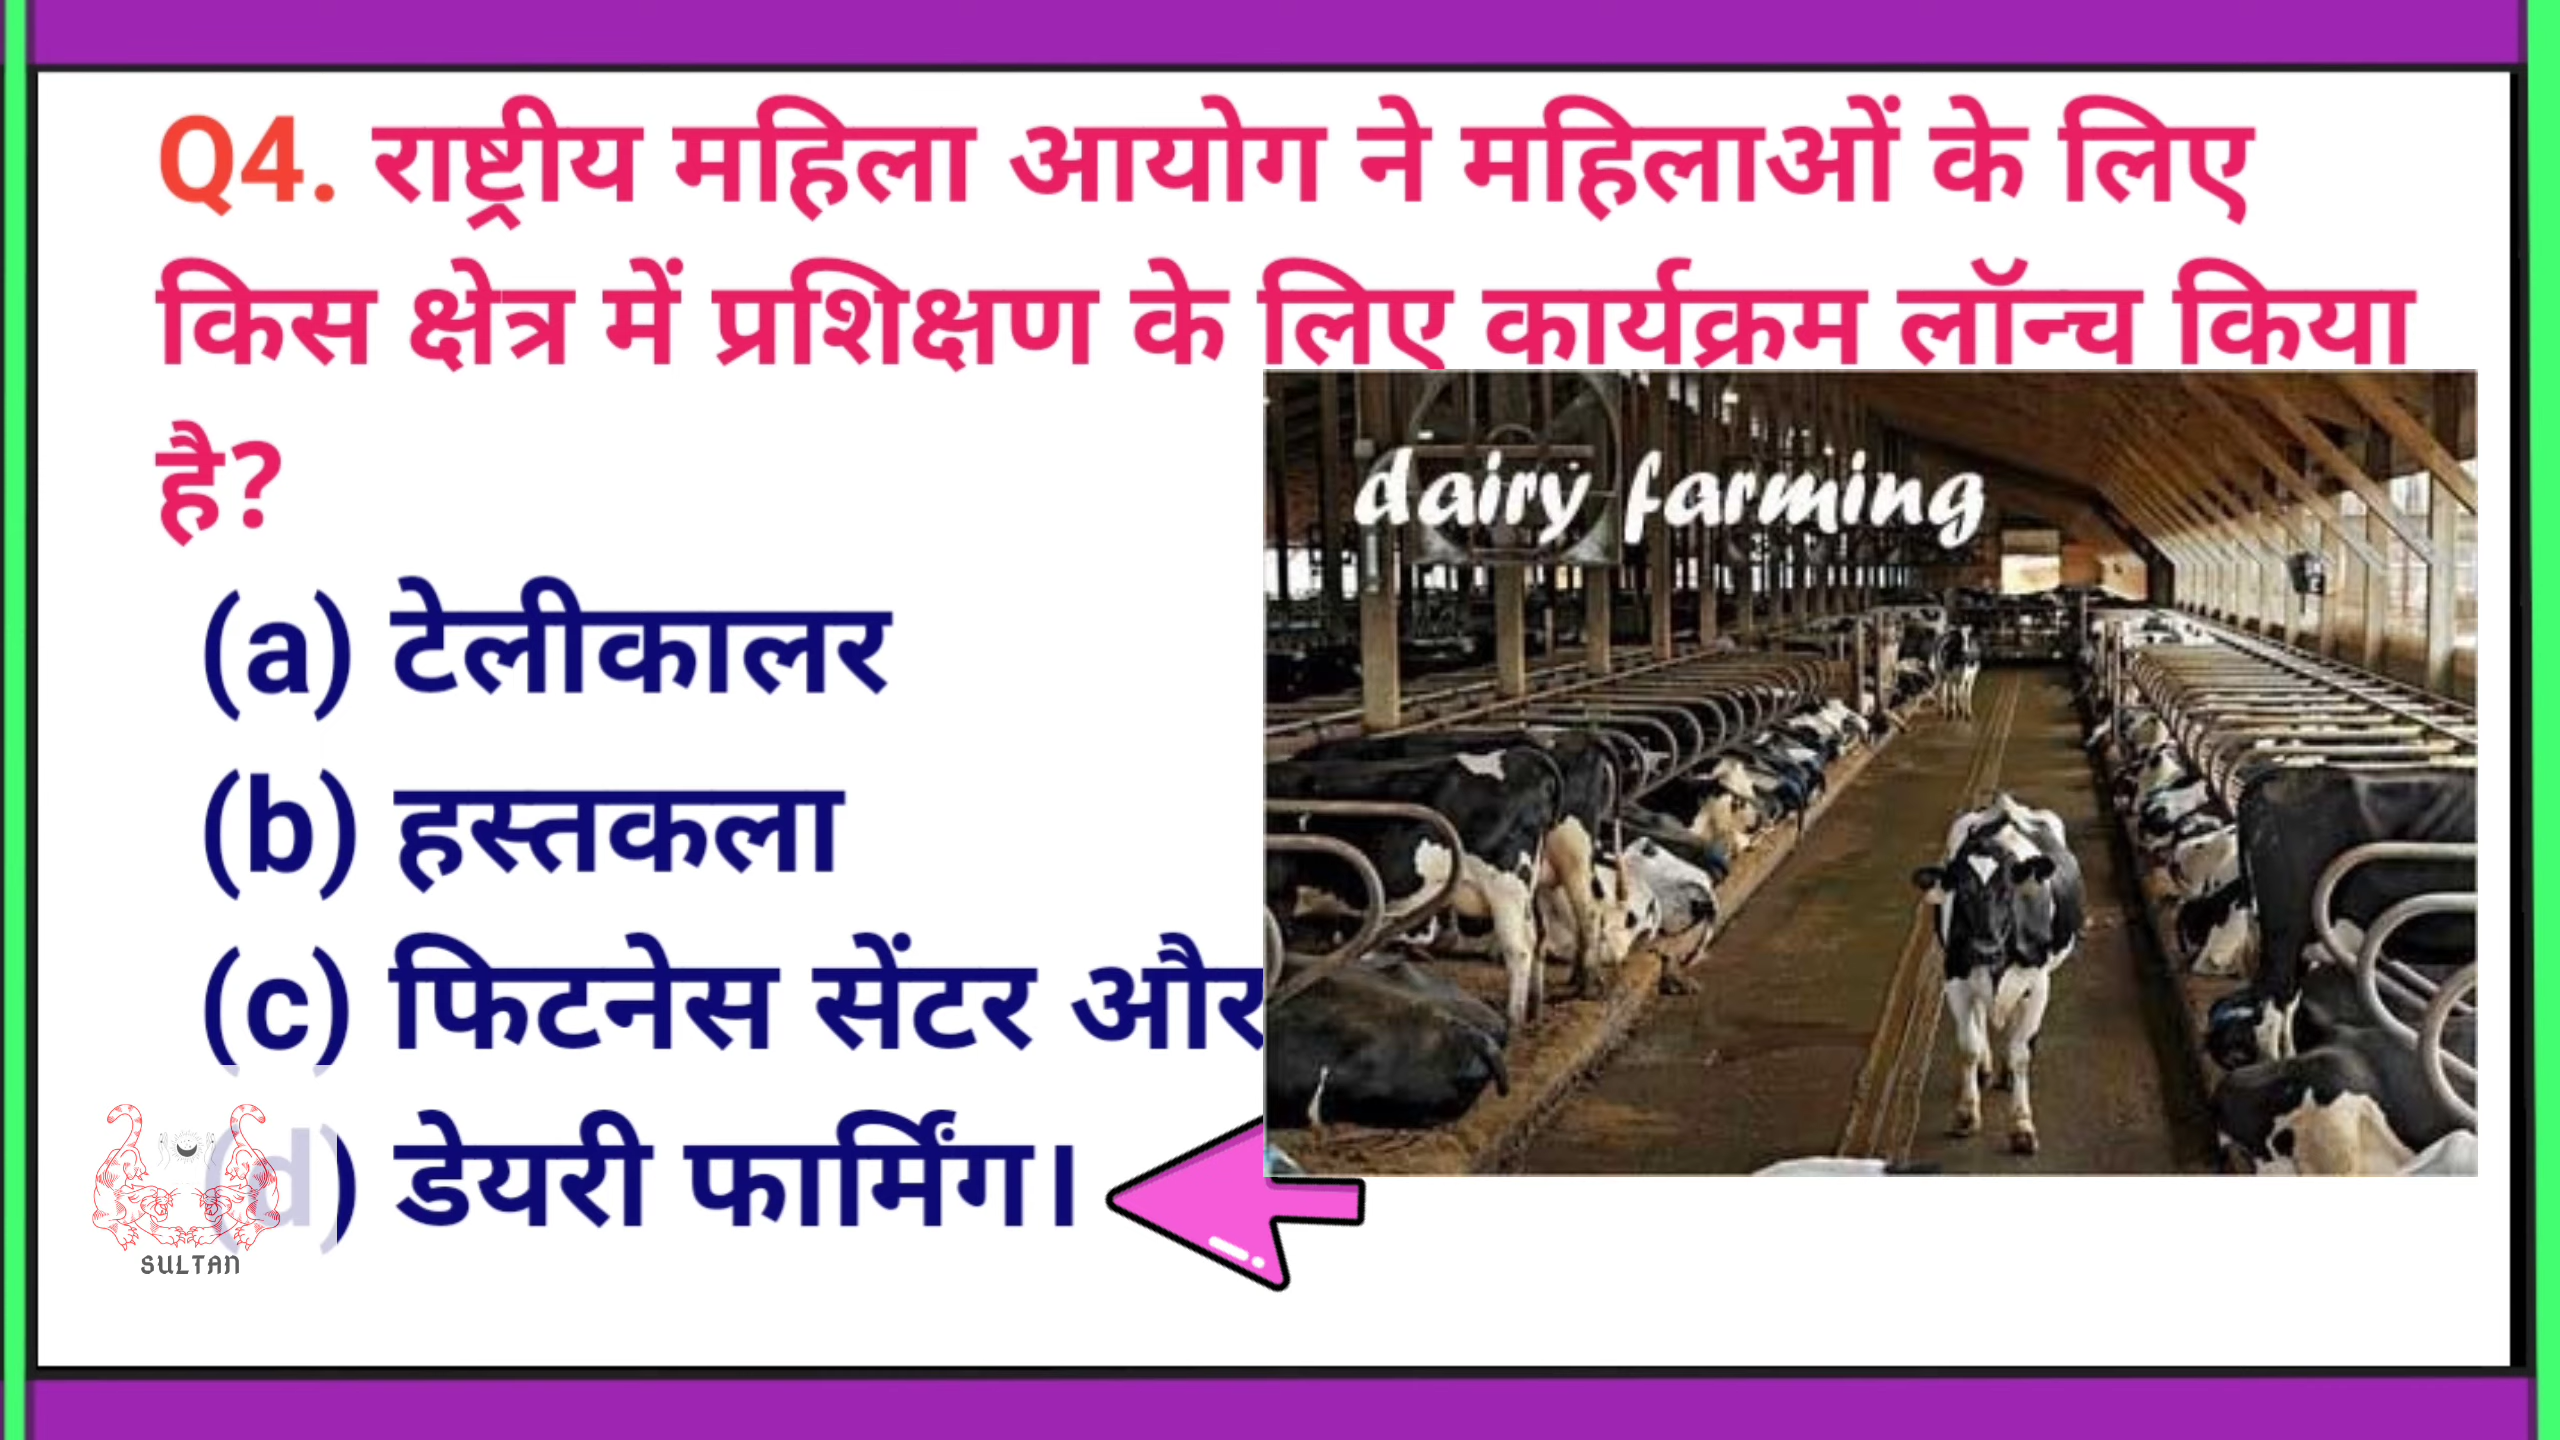 Q4. राष्ट्रीय महिला आयोग ने महिलाओं के लिए
किस क्षेत्र में प्रशिक्षण के लिए कार्यक्रम लॉन्च किया
है?
dairy farming
(a) टेलीकालर
(b) हस्तकला
(c) फिटनेस सेंटर और
(d) डेयरी फार्मिंग।
SULTAN